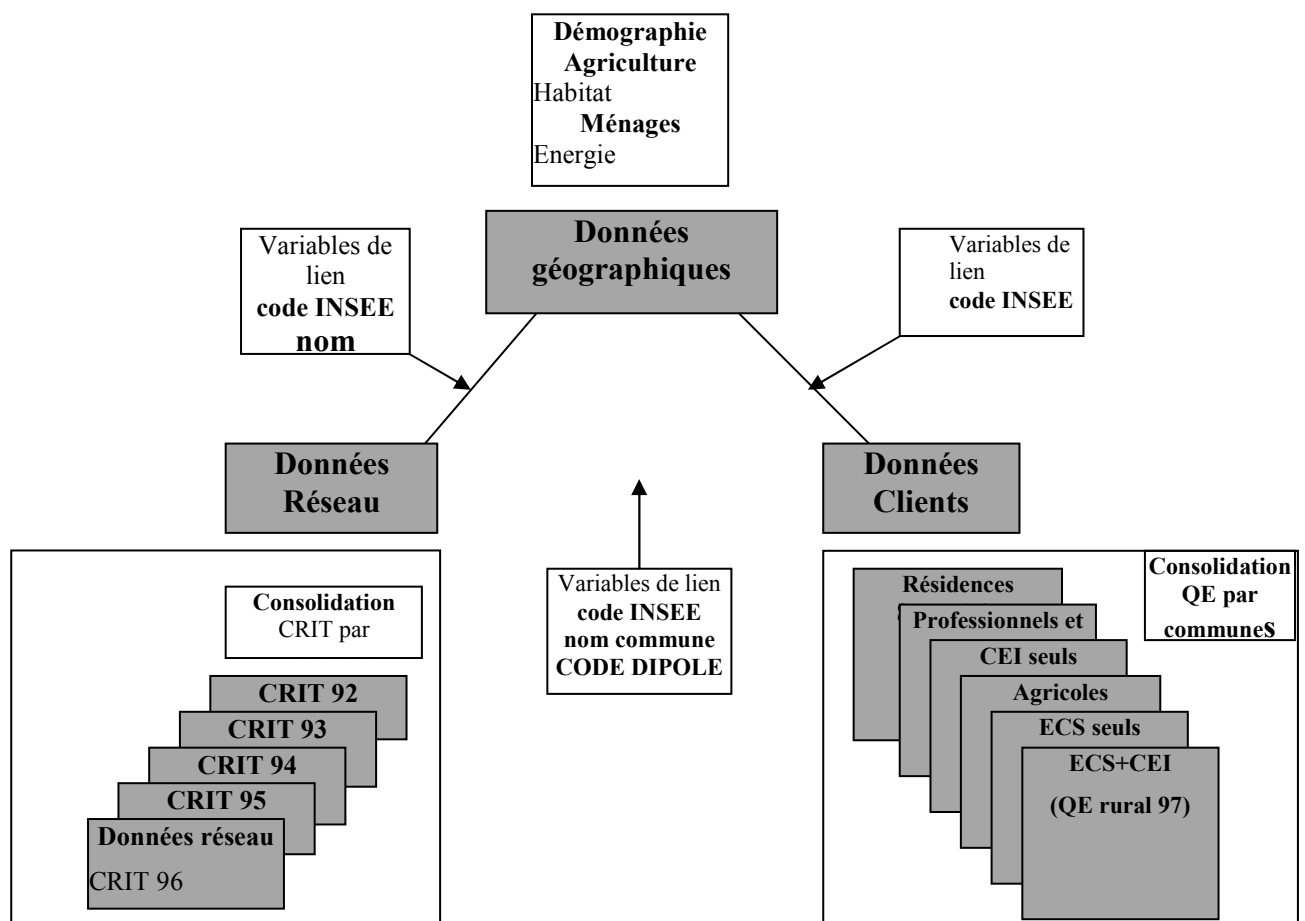 Démographie
Agriculture
Habitat
Ménages
Energie
Données
géographiques
Variables de
lien
code INSEE
nom
Variables de
lien
code INSEE
Données
Réseau
Données
Clients
Variables de lien
code INSEE
nom commune
CODE DIPOLE
Consolidation
CRIT par
CRIT 92
CRIT 93
CRIT 94
CRIT 95
Données réseau
CRIT 96
Consolidation
QE par
communes
Résidences
Professionnels et
CEI seuls
Agricoles
ECS seuls
ECS+CEI
(QE rural 97)